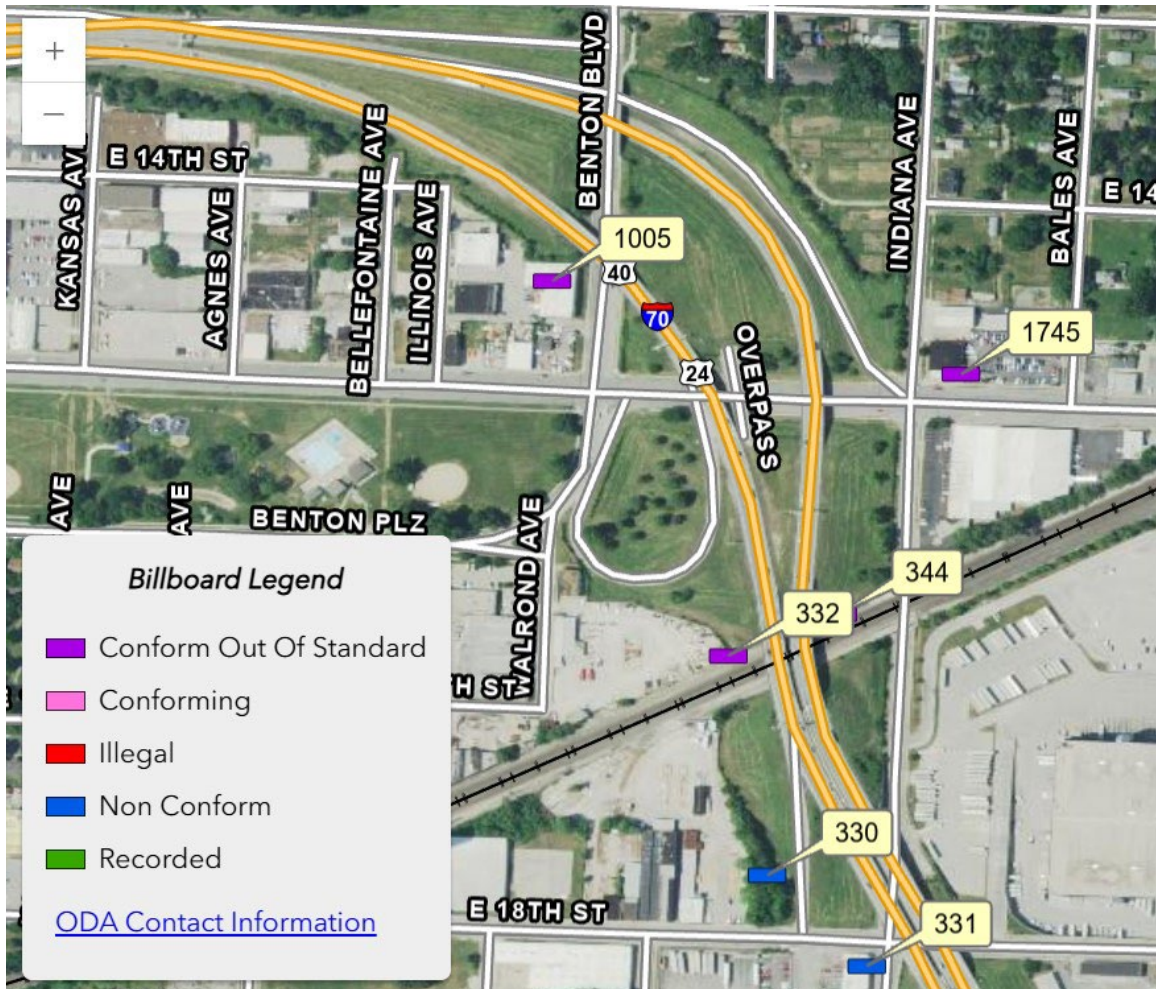 +
−
BENTON BLVD
INDIANA AVE
BALES AVE
KANSAS AVE
E 14TH ST
BELLEFONTAINE AVE
E 14
AGNES AVE
ILLINOIS AVE
1005
40
70
24
OVERPASS
1745
AVE
AVE
BENTON PLZ
WALROND AVE
344
332
TH ST
330
E 18TH ST
331
Billboard Legend
Conform Out Of Standard
Conforming
Illegal
Non Conform
Recorded
ODA Contact Information